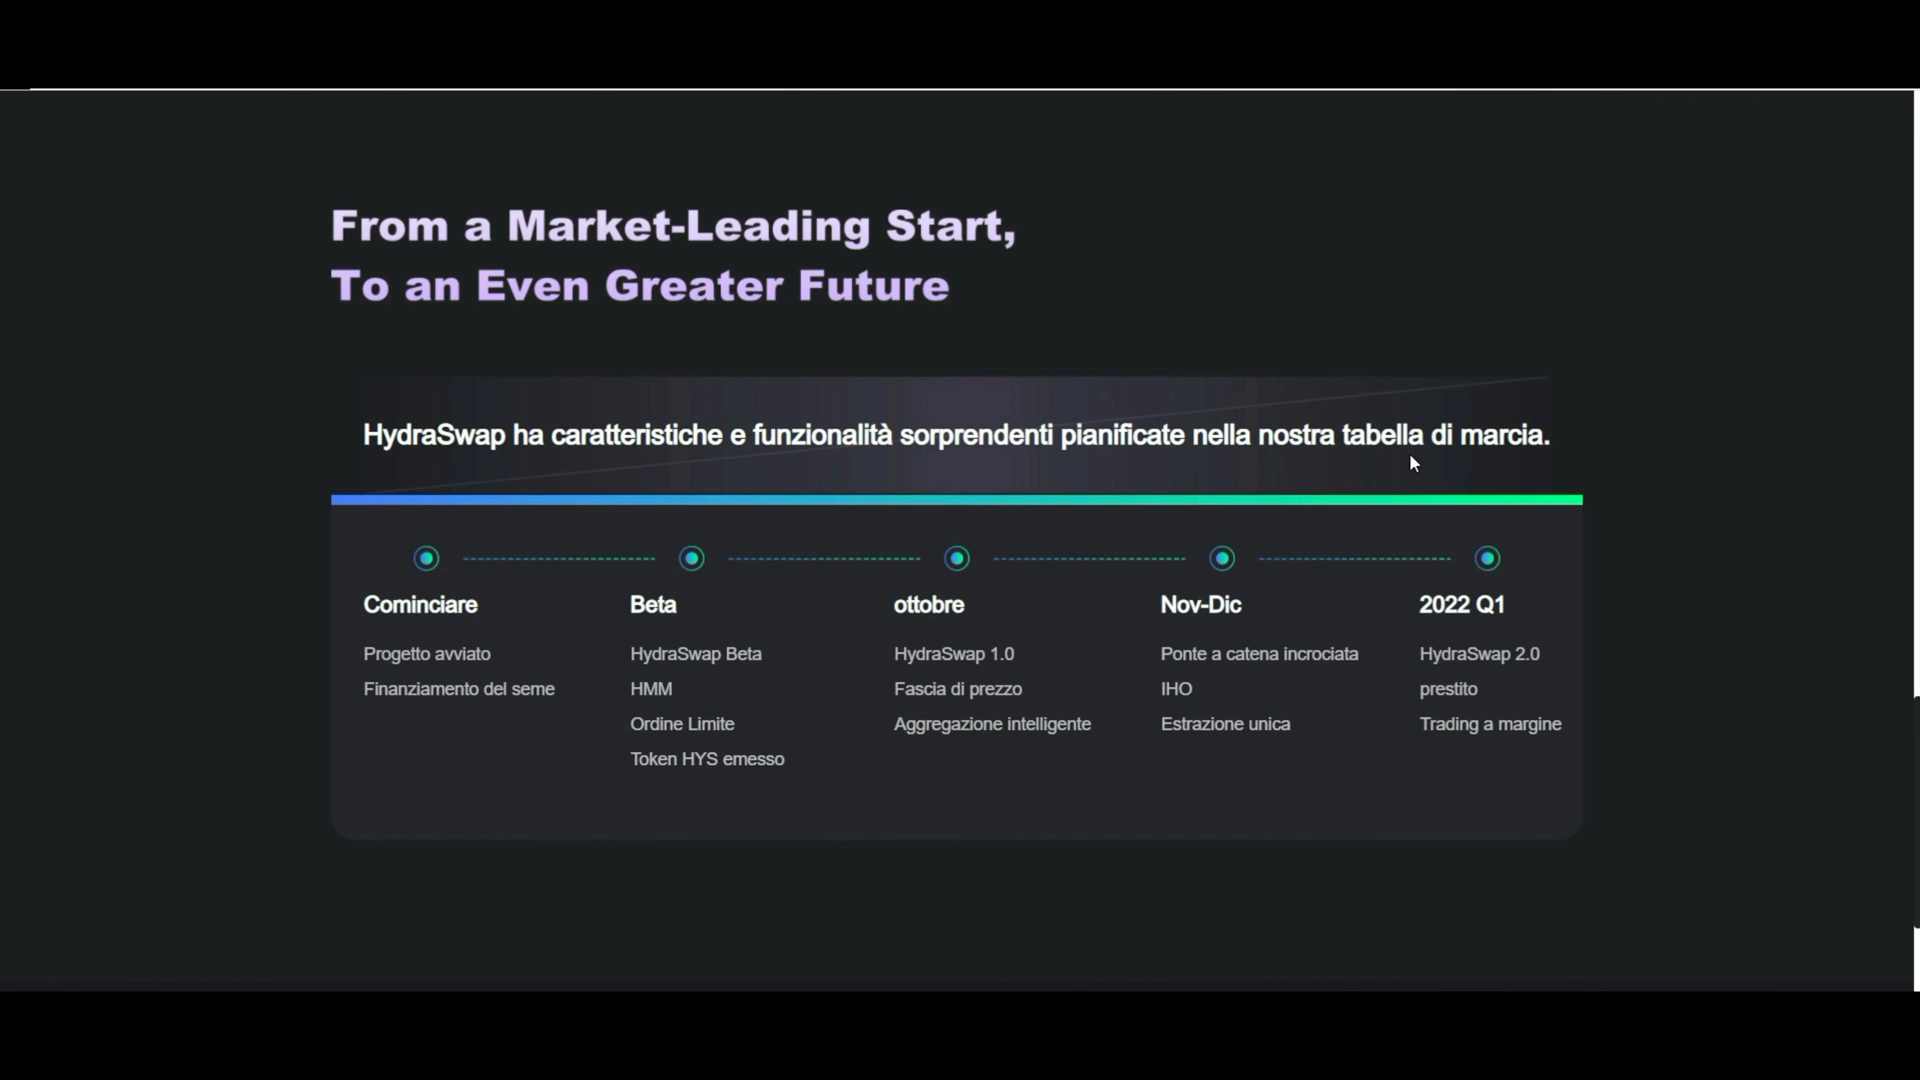 From a Market-Leading Start,
To an Even Greater Future
HydraSwap ha caratteristiche e funzionalità sorprendenti pianificate nella nostra tabella di marcia.
Cominciare
Progetto avviato
Finanziamento del seme
Beta
HydraSwap Beta
HMM
Ordine Limite
Token HYS emesso
ottobre
HydraSwap 1.0
Fascia di prezzo
Aggregazione intelligente
Nov-Dic
Ponte a catena incrociata
IHO
Estrazione unica
2022 Q1
HydraSwap 2.0
prestito
Trading a margine